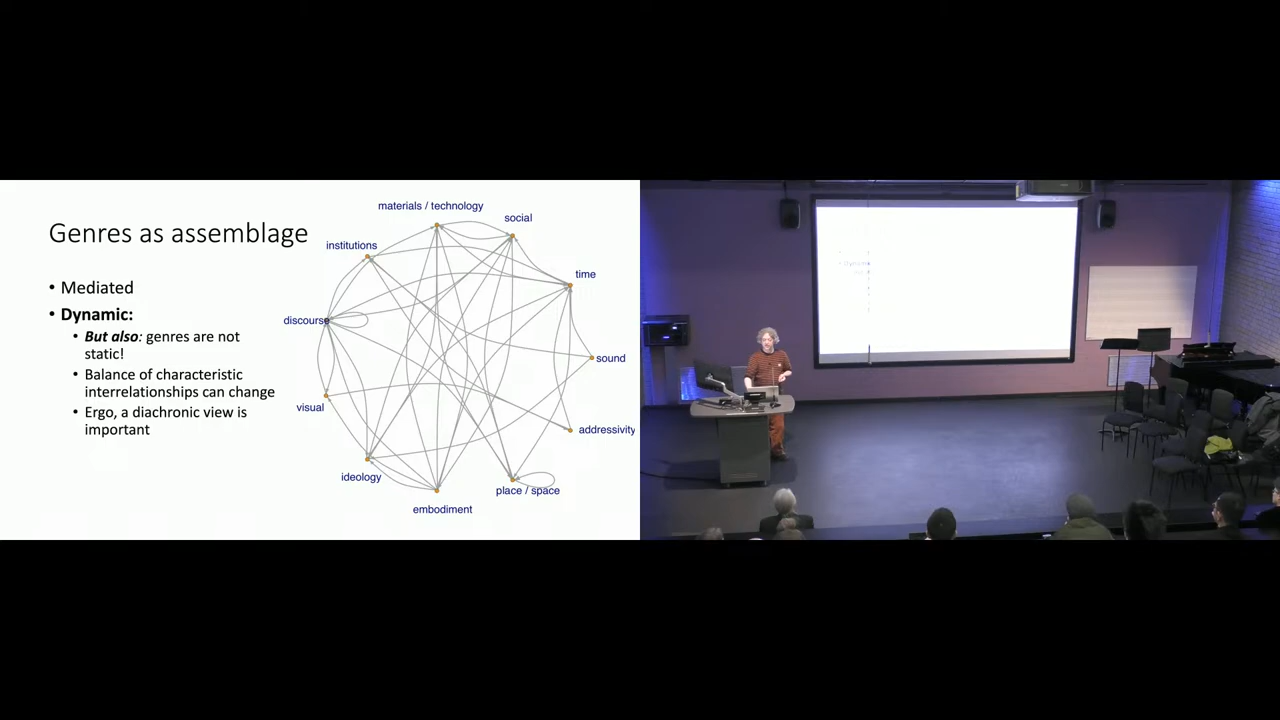 Genres as assemblage
• Mediated
• Dynamic:
• But also: genres are not
static!
• Balance of characteristic
interrelationships can change
• Ergo, a diachronic view is
important
materials / technology
social
institutions
time
discourse
sound
visual
addressivity
ideology
place / space
embodiment